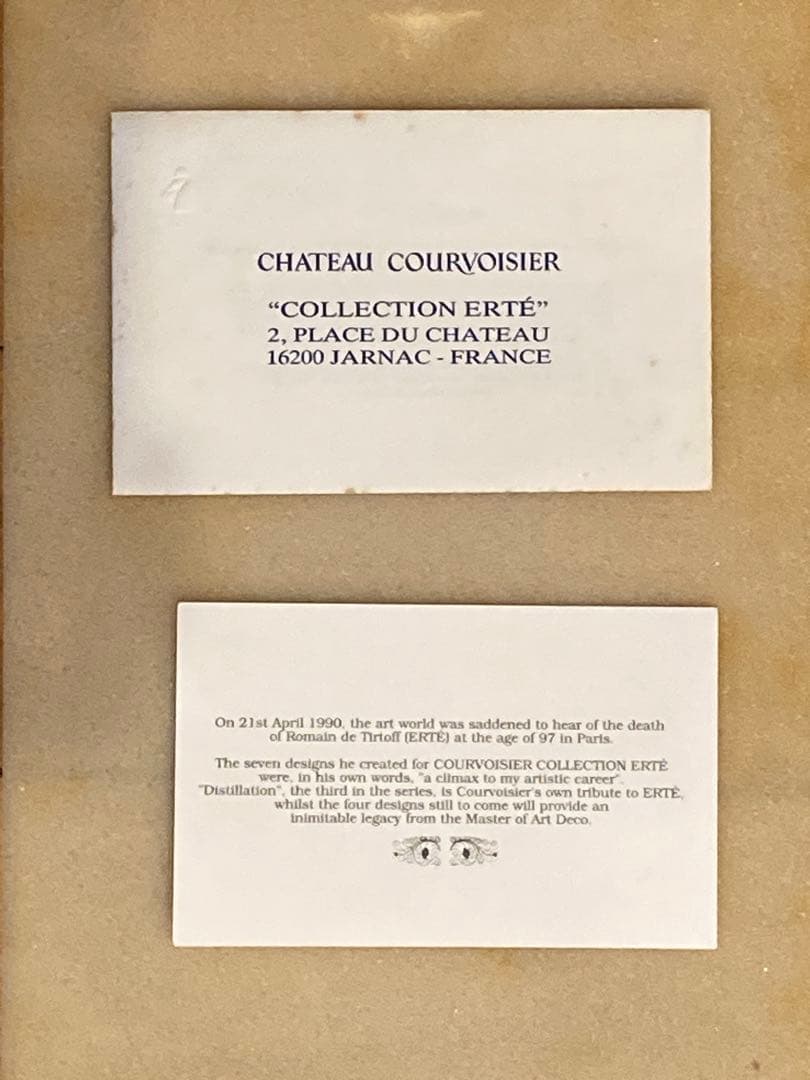 CHATEAU COURVOISIER
“COLLECTION ERTÉ”
2, PLACE DU CHATEAU
16200 JARNAC - FRANCE
On 21st April 1990, the art world was saddened to hear of the death
of Romain de Tirtoff (ERTÉ) at the age of 97 in Paris.
The seven designs he created for COURVOISIER COLLECTION ERTÉ
were, in his own words, "a climax to my artistic career".
"Distillation", the third in the series, is Courvoisier's own tribute to ERTÉ,
whilst the four designs still to come will provide an
inimitable legacy from the Master of Art Deco.